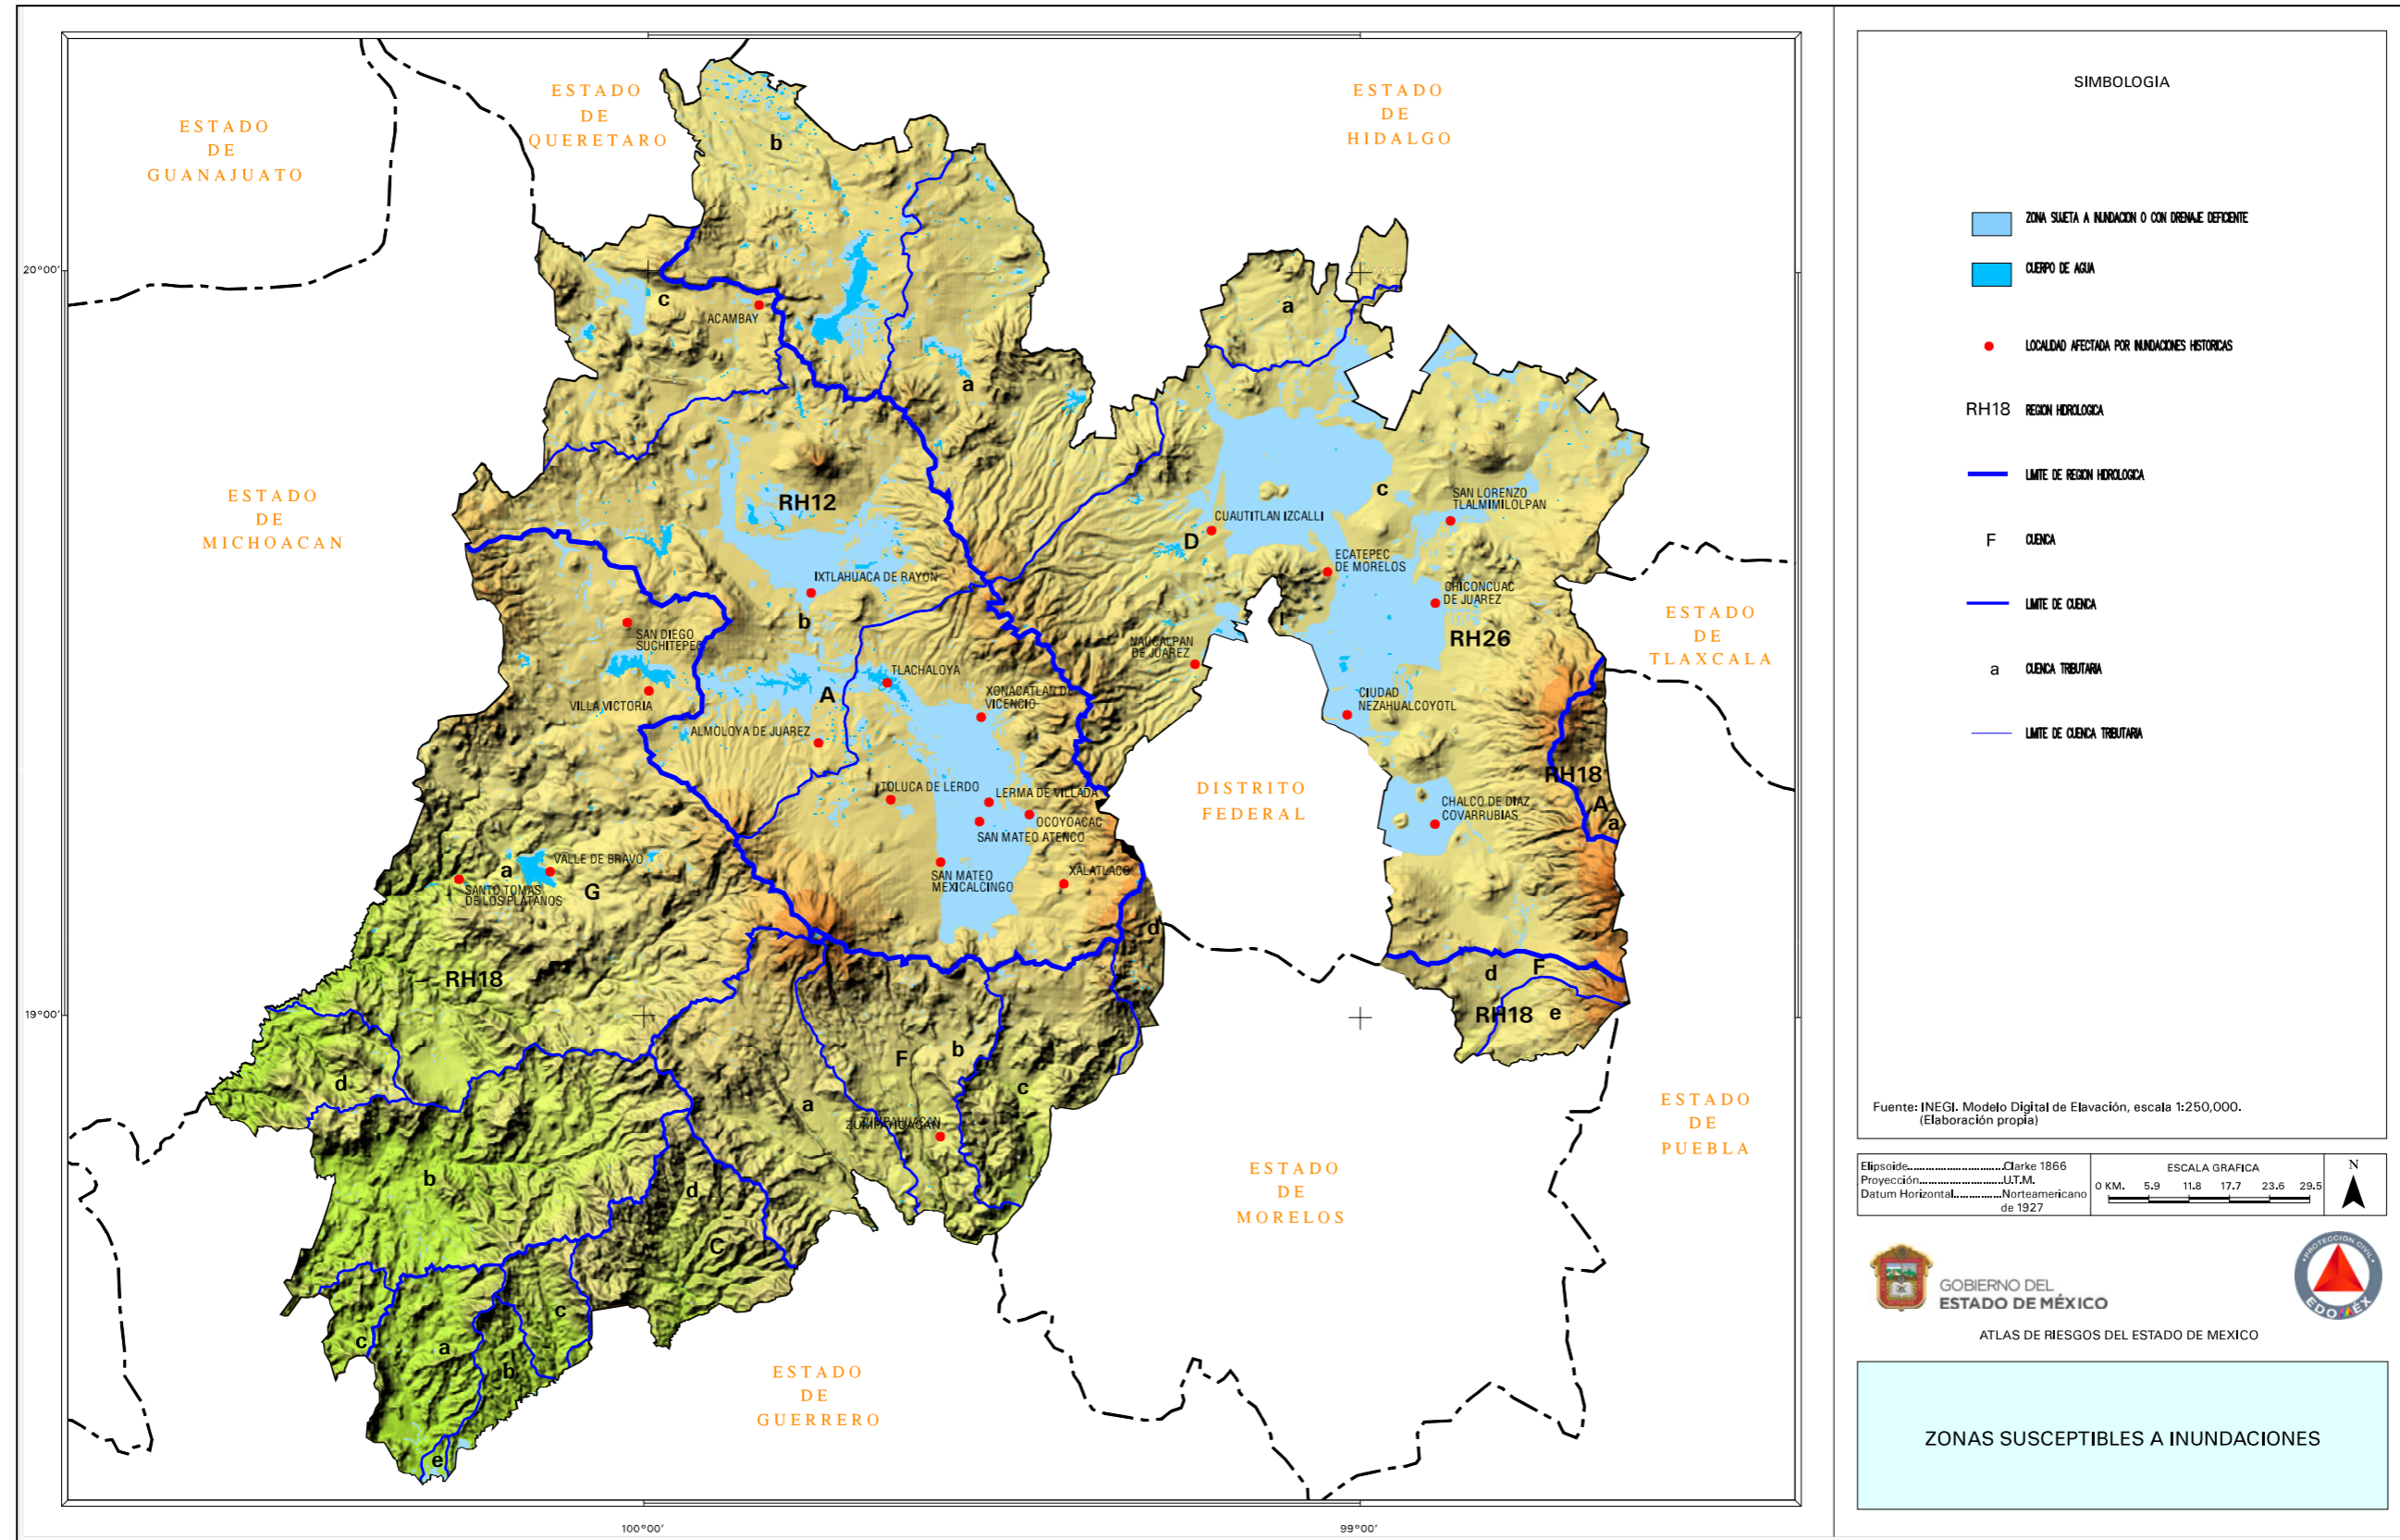 ESTADO
DE
GUANAJUATO
ESTADO
DE
QUERETARO
ESTADO
DE
HIDALGO
ESTADO
DE
MICHOACAN
ESTADO
DE
TLAXCALA
DISTRITO
FEDERAL
ESTADO
DE
MORELOS
ESTADO
DE
PUEBLA
ESTADO
DE
GUERRERO
20°00'
19°00'
100°00'
99°00'
b
c
ACAMBAY
a
a
RH12
c
SAN LORENZO
TLALMIMILOLPAN
CUAUTITLAN IZCALLI
D
ECATEPEC
DE MORELOS
IXTLAHUACA DE RAYON
CHICONCUAC
DE JUAREZ
b
SAN DIEGO
SUCHITEPEC
NAUCALPAN
DE JUAREZ
RH26
TLACHALOYA
A
XONACATLAN DE
VICENCIO
VILLA VICTORIA
CIUDAD
NEZAHUALCOYOTL
ALMOLOYA DE JUAREZ
TOLUCA DE LERDO
LERMA DE VILLADA
OCOYOACAC
SAN MATEO ATENCO
RH18
A
a
CHALCO DE DIAZ
COVARRUBIAS
VALLE DE BRAVO
a
G
SANTO TOMAS
DE LOS PLATANOS
SAN MATEO
MEXICALCINGO
XALATLACO
d
RH18
d
F
RH18
e
F
b
c
d
a
ZUMPAHUACAN
b
d
C
c
c
a
b
e
SIMBOLOGIA
ZONA SUJETA A INUNDACION O CON DRENAJE DEFICIENTE
CUERPO DE AGUA
LOCALIDAD AFECTADA POR INUNDACIONES HISTORICAS
RH18 REGION HIDROLOGICA
LIMITE DE REGION HIDROLOGICA
F CUENCA
LIMITE DE CUENCA
a CUENCA TRIBUTARIA
LIMITE DE CUENCA TRIBUTARIA
Fuente: INEGI. Modelo Digital de Elavación, escala 1:250,000.
(Elaboración propia)
Elipsoide..............................Clarke 1866
Proyección...........................U.T.M.
Datum Horizontal...............Norteamericano
de 1927
ESCALA GRAFICA
0 KM. 5.9 11.8 17.7 23.6 29.5
N
GOBIERNO DEL
ESTADO DE MÉXICO
PROTECCIÓN CIVIL
EDOMÉX
ATLAS DE RIESGOS DEL ESTADO DE MEXICO
ZONAS SUSCEPTIBLES A INUNDACIONES